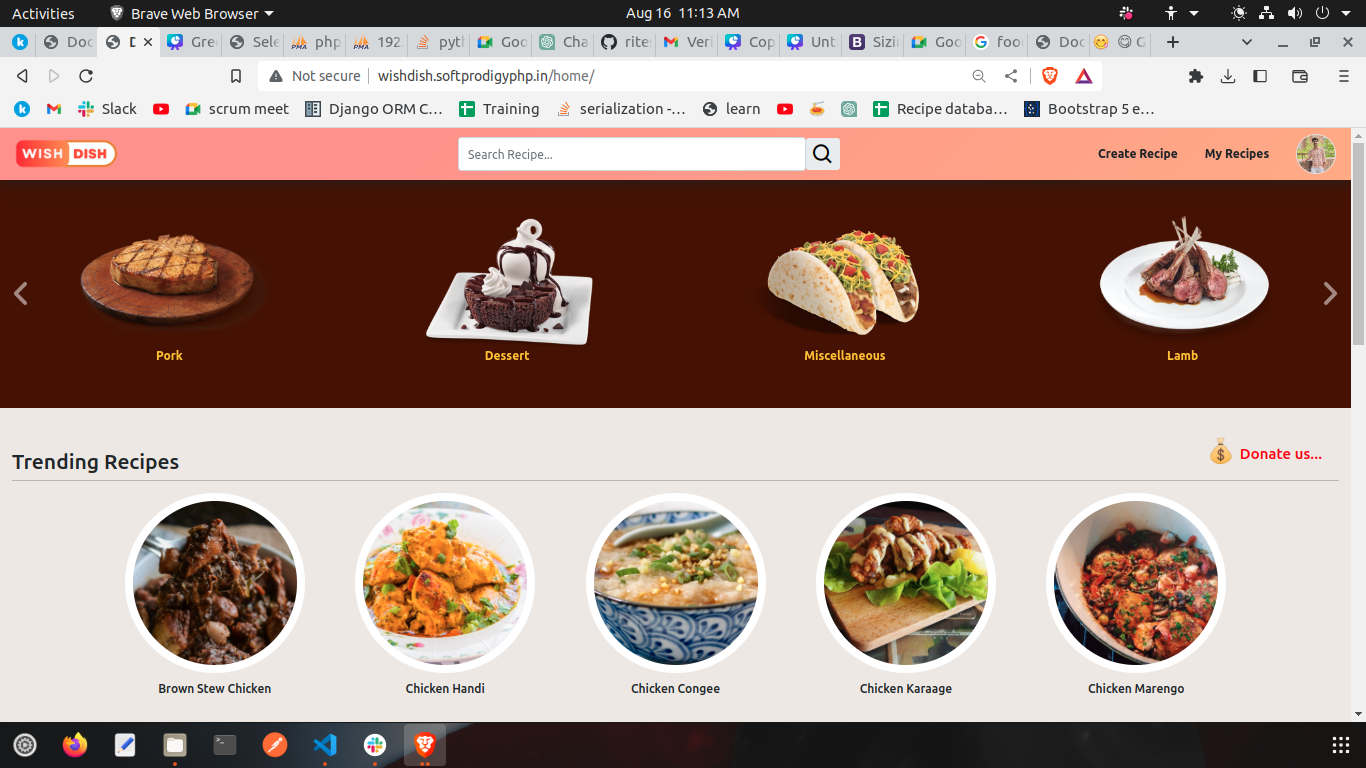 Activities Brave Web Browser Aug 16 11:13 AM
Doc D Gre Sele php 192. pyth Goo Cha rites Veri Cop Unt Sizi Goo food Doc G
Not secure wishdish.softprodigyphp.in/home/
Slack scrum meet Django ORM C... Training serialization -... learn Recipe databa... Bootstrap 5 e...
WISH DISH Search Recipe... Create Recipe My Recipes
Pork Dessert Miscellaneous Lamb
Trending Recipes Donate us...
Brown Stew Chicken Chicken Handi Chicken Congee Chicken Karaage Chicken Marengo